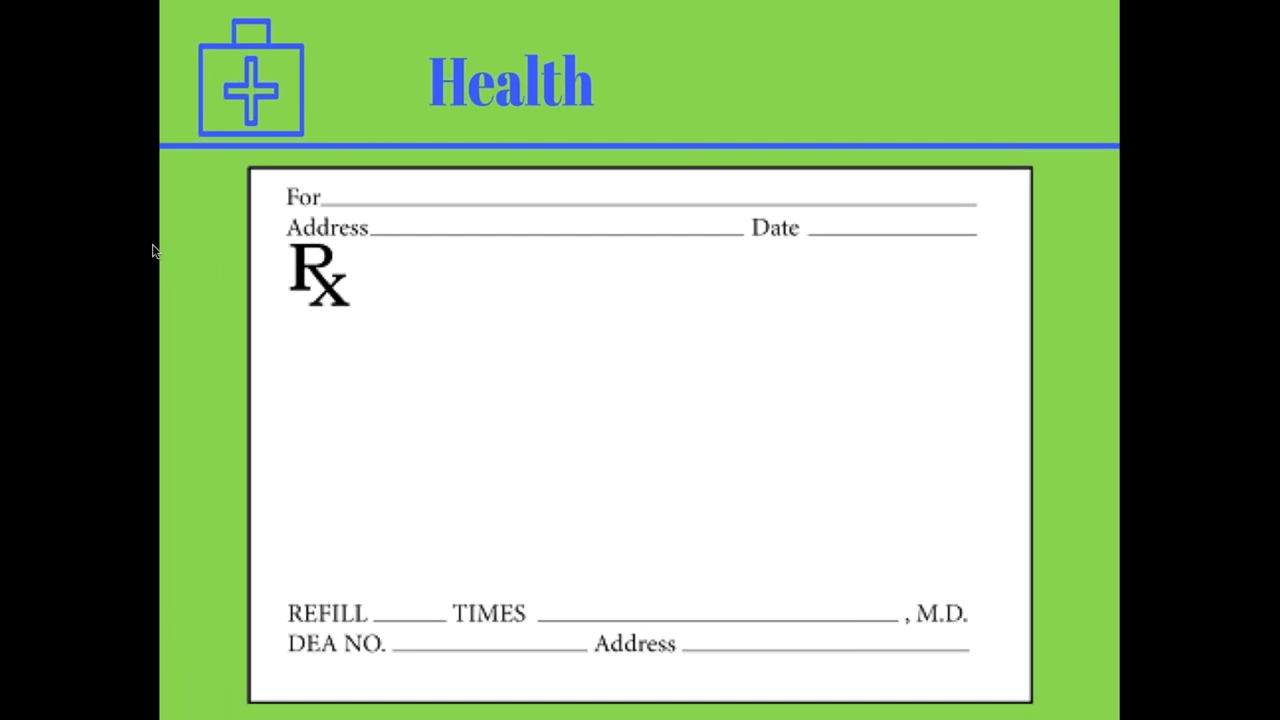 Health
For
Address Date
Rx
REFILL TIMES , M.D.
DEA NO. Address